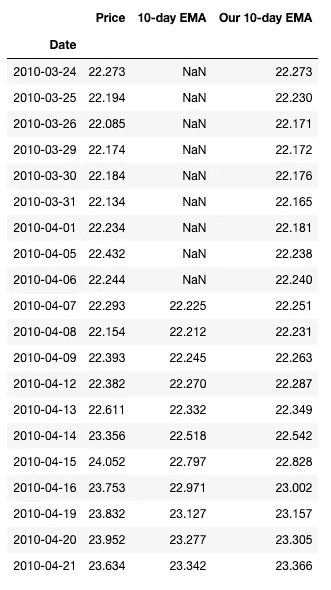 Price 10-day EMA Our 10-day EMA
Date
2010-03-24 22.273 NaN 22.273
2010-03-25 22.194 NaN 22.230
2010-03-26 22.085 NaN 22.171
2010-03-29 22.174 NaN 22.172
2010-03-30 22.184 NaN 22.176
2010-03-31 22.134 NaN 22.165
2010-04-01 22.234 NaN 22.181
2010-04-05 22.432 NaN 22.238
2010-04-06 22.244 NaN 22.240
2010-04-07 22.293 22.225 22.251
2010-04-08 22.154 22.212 22.231
2010-04-09 22.393 22.245 22.263
2010-04-12 22.382 22.270 22.287
2010-04-13 22.611 22.332 22.349
2010-04-14 23.356 22.518 22.542
2010-04-15 24.052 22.797 22.828
2010-04-16 23.753 22.971 23.002
2010-04-19 23.832 23.127 23.157
2010-04-20 23.952 23.277 23.305
2010-04-21 23.634 23.342 23.366